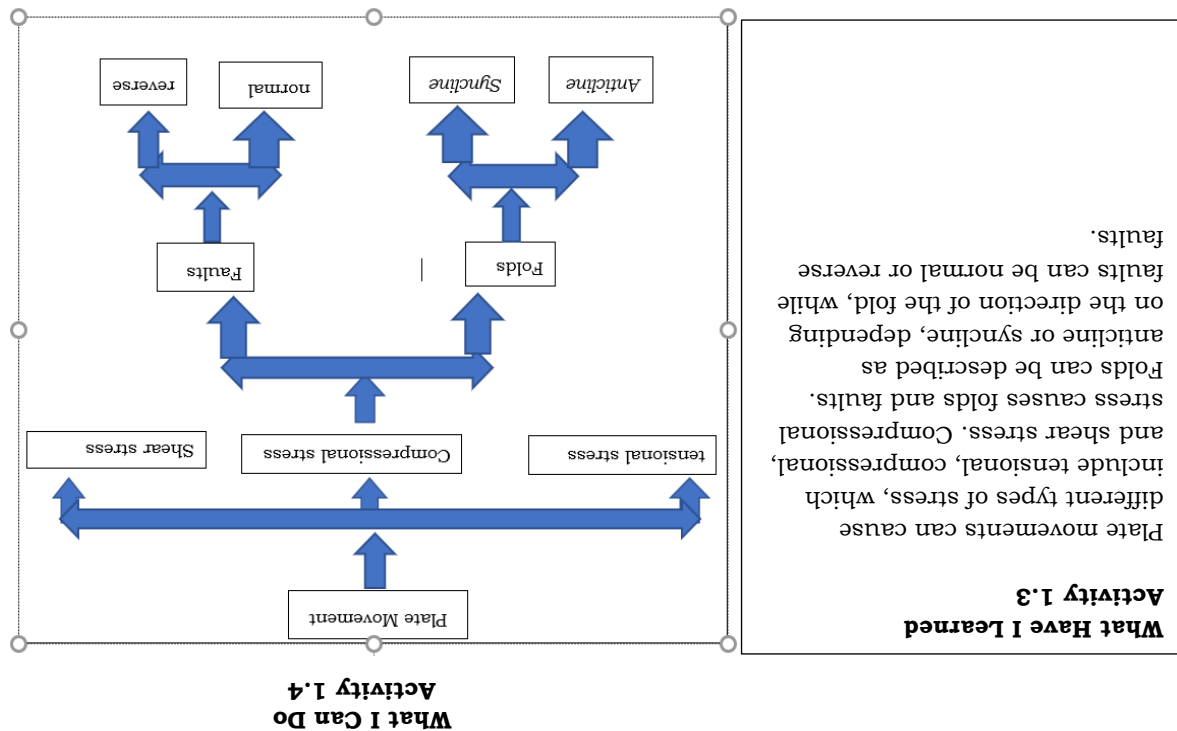 What Have I Learned
Activity 1.3
Plate movements can cause
different types of stress, which
include tensional, compressional,
and shear stress. Compressional
stress causes folds and faults.
Folds can be described as
anticline or syncline, depending
on the direction of the fold, while
faults can be normal or reverse
faults.
What I Can Do
Activity 1.4
Plate Movement
tensional stress
Compressional stress
Shear stress
Folds
Faults
Anticline
Syncline
normal
reverse